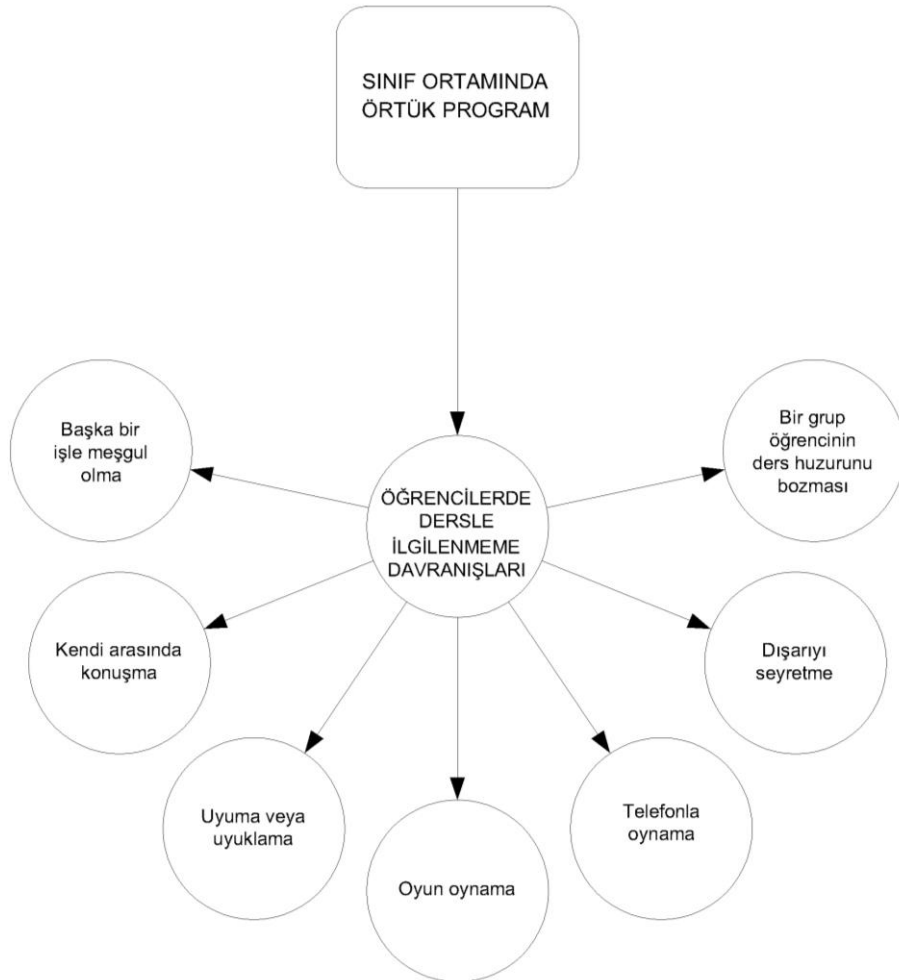 SINIF ORTAMINDA
ÖRTÜK PROGRAM
Başka bir
işle meşgul
olma
Bir grup
öğrencinin
ders huzurunu
bozması
ÖĞRENCİLERDE
DERSLE
İLGİLENMEME
DAVRANIŞLARI
Kendi arasında
konuşma
Dışarıyı
seyretme
Uyuma veya
uyuklama
Telefonla
oynama
Oyun oynama